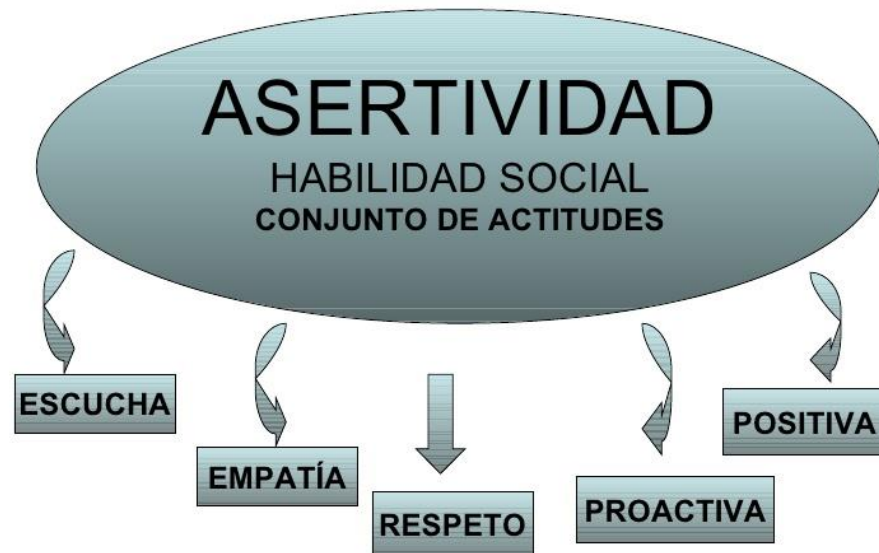 ASERTIVIDAD
HABILIDAD SOCIAL
CONJUNTO DE ACTITUDES
ESCUCHA
EMPATÍA
RESPETO
PROACTIVA
POSITIVA